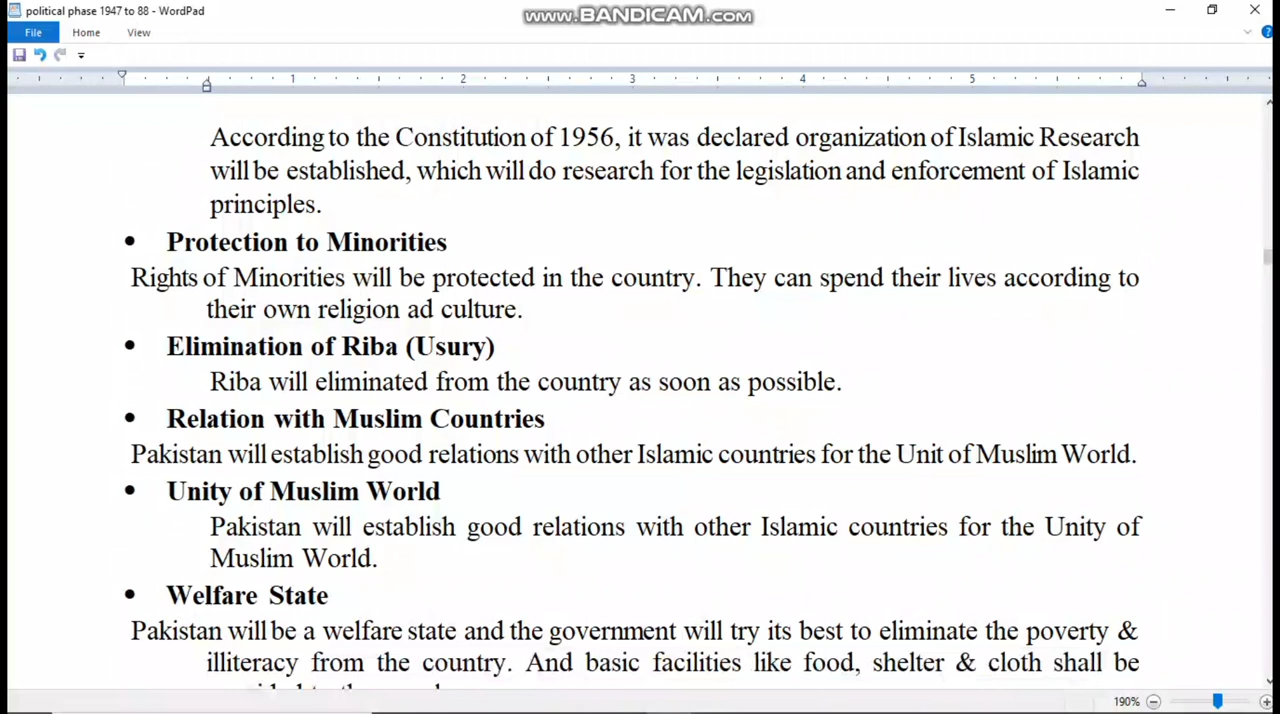 political phase 1947 to 88 - WordPad
www.BANDICAM.com
File Home View
1 2 3 4 5
According to the Constitution of 1956, it was declared organization of Islamic Research
will be established, which will do research for the legislation and enforcement of Islamic
principles.
• Protection to Minorities
Rights of Minorities will be protected in the country. They can spend their lives according to
their own religion ad culture.
• Elimination of Riba (Usury)
Riba will eliminated from the country as soon as possible.
• Relation with Muslim Countries
Pakistan will establish good relations with other Islamic countries for the Unit of Muslim World.
• Unity of Muslim World
Pakistan will establish good relations with other Islamic countries for the Unity of
Muslim World.
• Welfare State
Pakistan will be a welfare state and the government will try its best to eliminate the poverty &
illiteracy from the country. And basic facilities like food, shelter & cloth shall be
190%